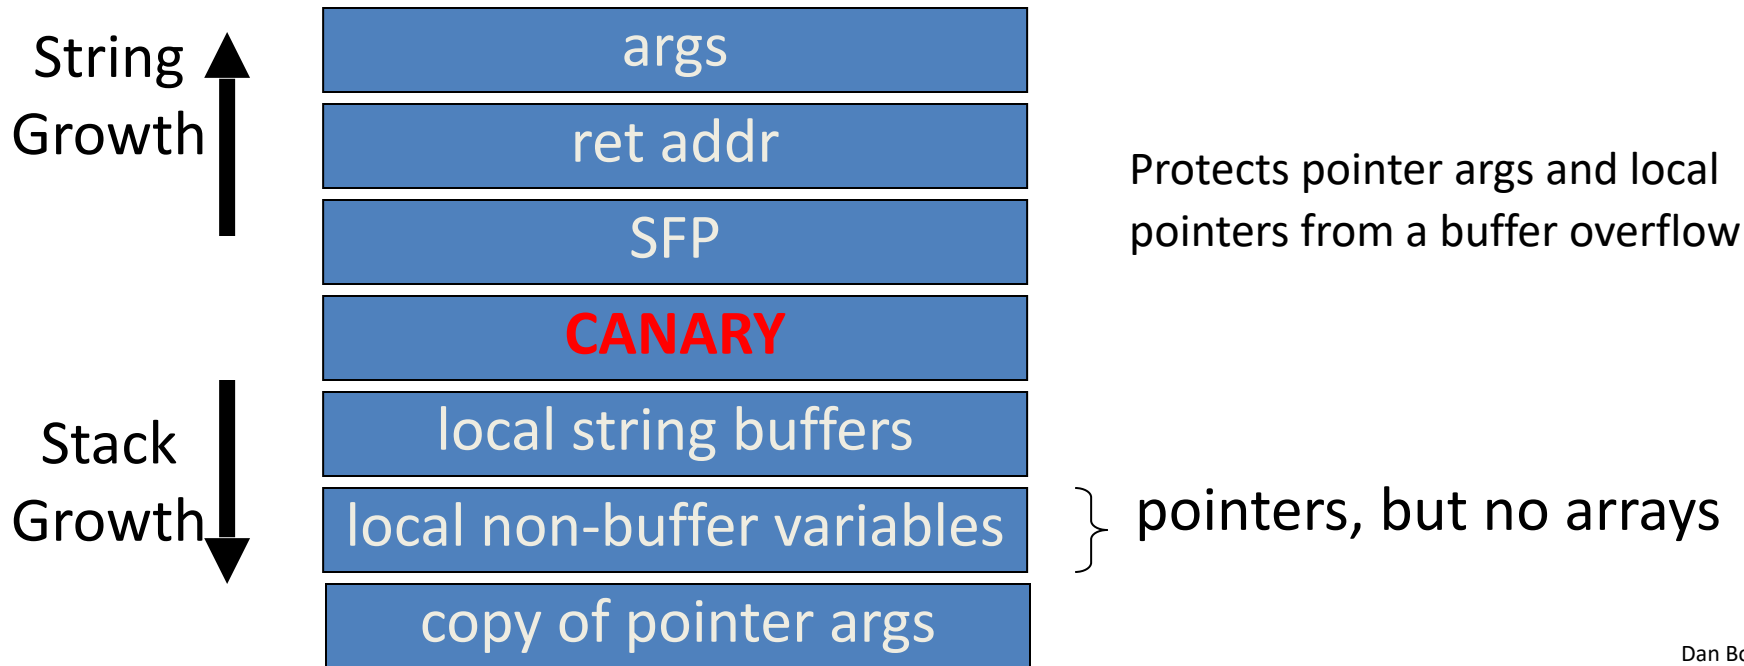 String
Growth
args
ret addr
SFP
CANARY
local string buffers
local non-buffer variables
copy of pointer args
Stack
Growth
Protects pointer args and local
pointers from a buffer overflow
pointers, but no arrays
Dan